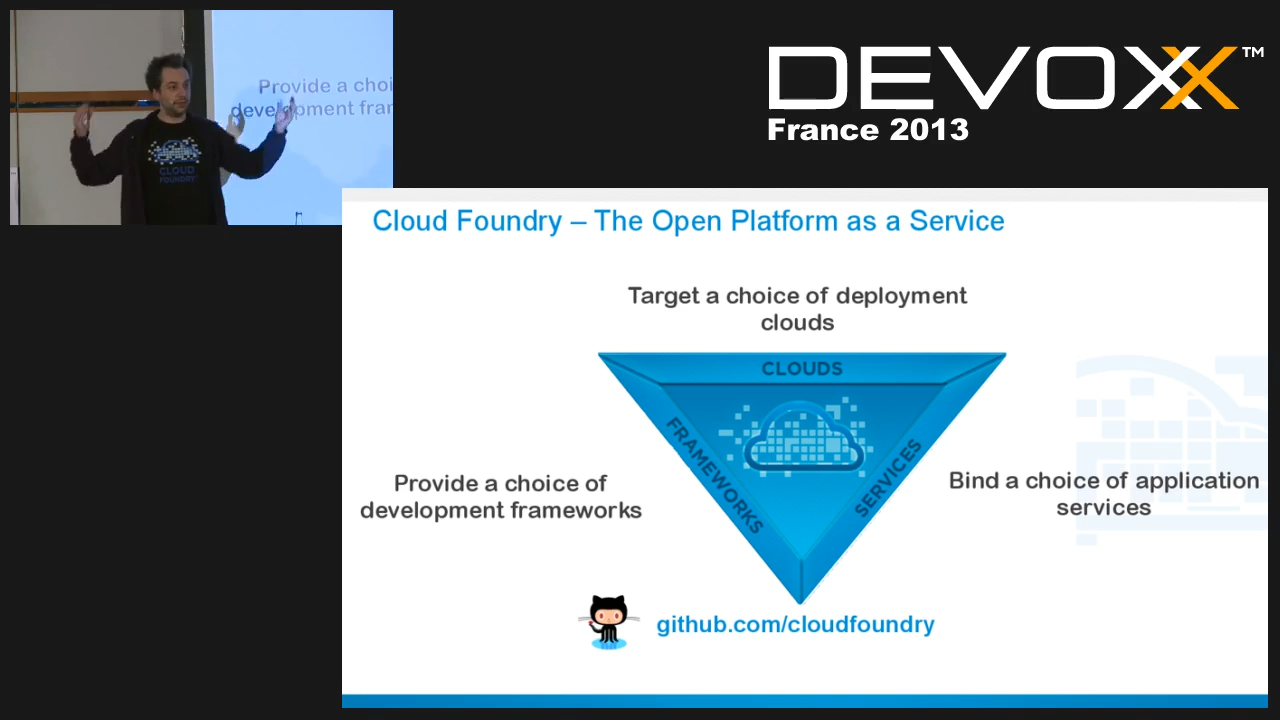 Provide a choi
development fram
CLOUD
FOUNDRY
DEVOXX™
France 2013
Cloud Foundry – The Open Platform as a Service
Target a choice of deployment
clouds
CLOUDS
FRAMEWORKS
SERVICES
Provide a choice of
development frameworks
Bind a choice of application
services
github.com/cloudfoundry